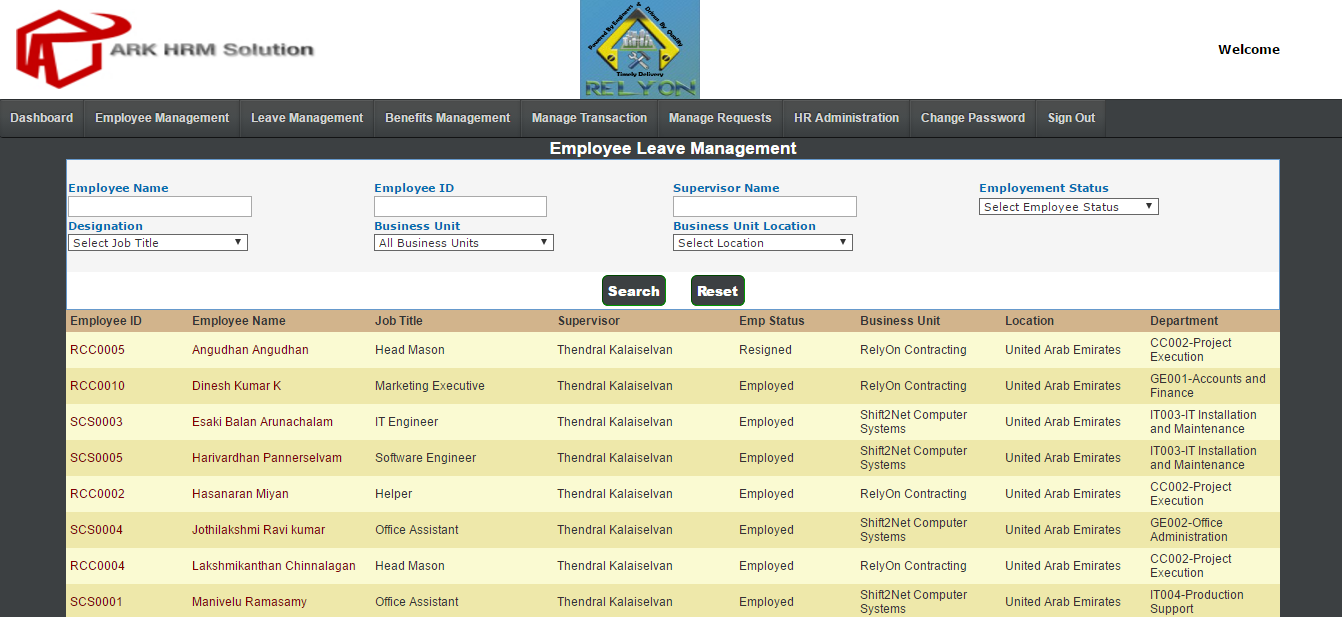 ARK HRM Solution
Powered By Engineers & Driven By Quality
Timely Delivery
RELYON
Welcome
Dashboard Employee Management Leave Management Benefits Management Manage Transaction Manage Requests HR Administration Change Password Sign Out
Employee Leave Management
Employee Name Employee ID Supervisor Name Employement Status
Select Employee Status
Designation Business Unit Business Unit Location
Select Job Title All Business Units Select Location
Search Reset
Employee ID Employee Name Job Title Supervisor Emp Status Business Unit Location Department
RCC0005 Angudhan Angudhan Head Mason Thendral Kalaiselvan Resigned RelyOn Contracting United Arab Emirates CC002-Project
Execution
RCC0010 Dinesh Kumar K Marketing Executive Thendral Kalaiselvan Employed RelyOn Contracting United Arab Emirates GE001-Accounts and
Finance
SCS0003 Esaki Balan Arunachalam IT Engineer Thendral Kalaiselvan Employed Shift2Net Computer United Arab Emirates IT003-IT Installation
Systems and Maintenance
SCS0005 Harivardhan Pannerselvam Software Engineer Thendral Kalaiselvan Employed Shift2Net Computer United Arab Emirates IT003-IT Installation
Systems and Maintenance
RCC0002 Hasanaran Miyan Helper Thendral Kalaiselvan Employed RelyOn Contracting United Arab Emirates CC002-Project
Execution
SCS0004 Jothilakshmi Ravi kumar Office Assistant Thendral Kalaiselvan Employed Shift2Net Computer United Arab Emirates GE002-Office
Systems Administration
RCC0004 Lakshmikanthan Chinnalagan Head Mason Thendral Kalaiselvan Employed RelyOn Contracting United Arab Emirates CC002-Project
Execution
SCS0001 Manivelu Ramasamy Office Assistant Thendral Kalaiselvan Employed Shift2Net Computer United Arab Emirates IT004-Production
Systems Support